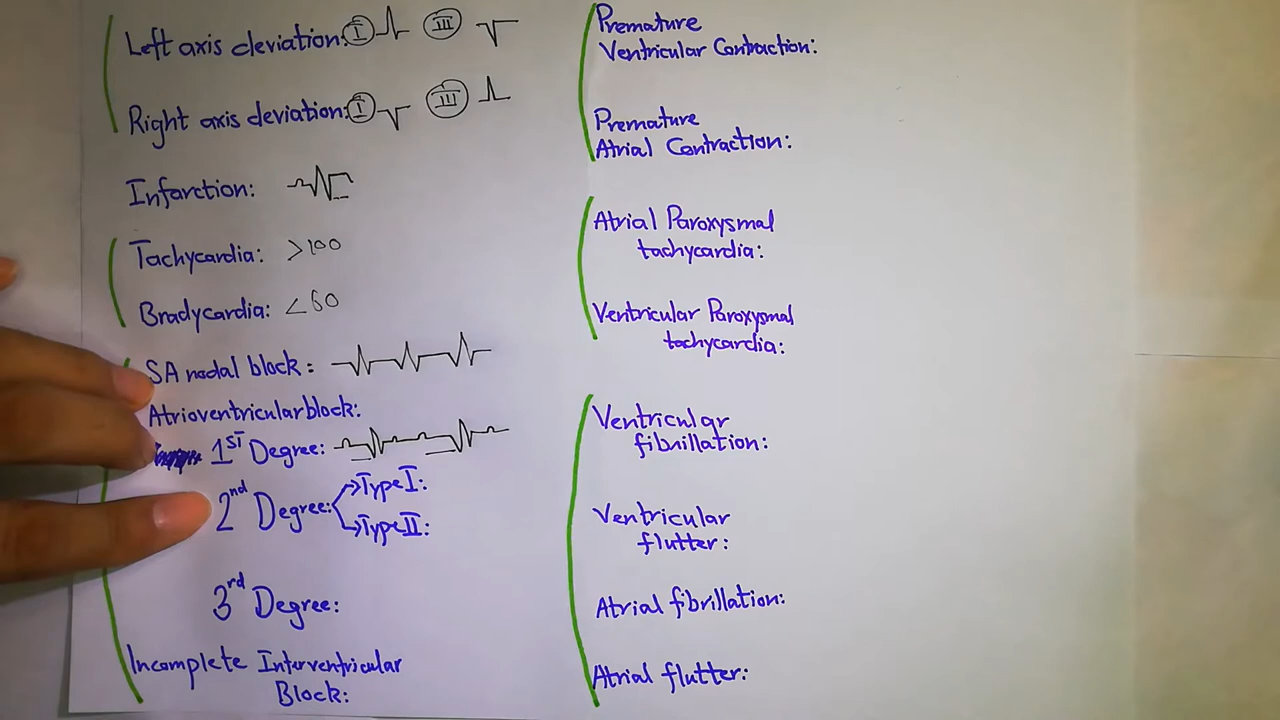 Left axis deviation: I III
Right axis deviation: I III
Infarction:
Tachycardia: >100
Bradycardia: <60
SA nodal block:
Atrioventricular block:
1ST Degree:
2nd Degree: →Type I:
→Type II:
3rd Degree:
Incomplete Interventricular
Block:
Premature
Ventricular Contraction:
Premature
Atrial Contraction:
Atrial Paroxysmal
tachycardia:
Ventricular Paroxysmal
tachycardia:
Ventricular
fibrillation:
Ventricular
flutter:
Atrial fibrillation:
Atrial flutter: